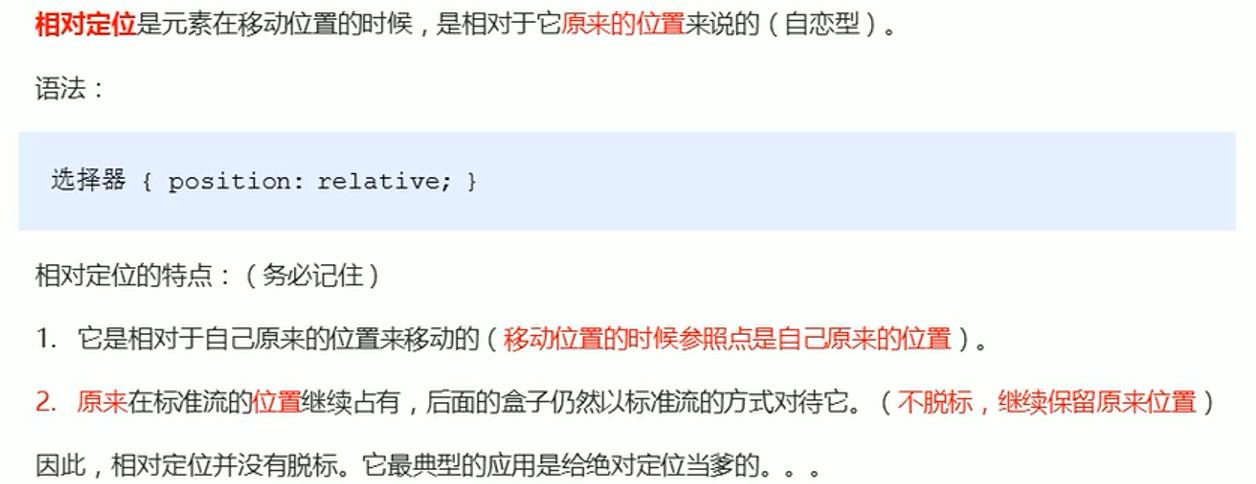 相对定位是元素在移动位置的时候，是相对于它原来的位置来说的（自恋型）。
语法：
选择器 { position: relative; }
相对定位的特点：（务必记住）
1. 它是相对于自己原来的位置来移动的（移动位置的时候参照点是自己原来的位置）。
2. 原来在标准流的位置继续占有，后面的盒子仍然以标准流的方式对待它。（不脱标，继续保留原来位置）
因此，相对定位并没有脱标。它最典型的应用是给绝对定位当爹的。。。